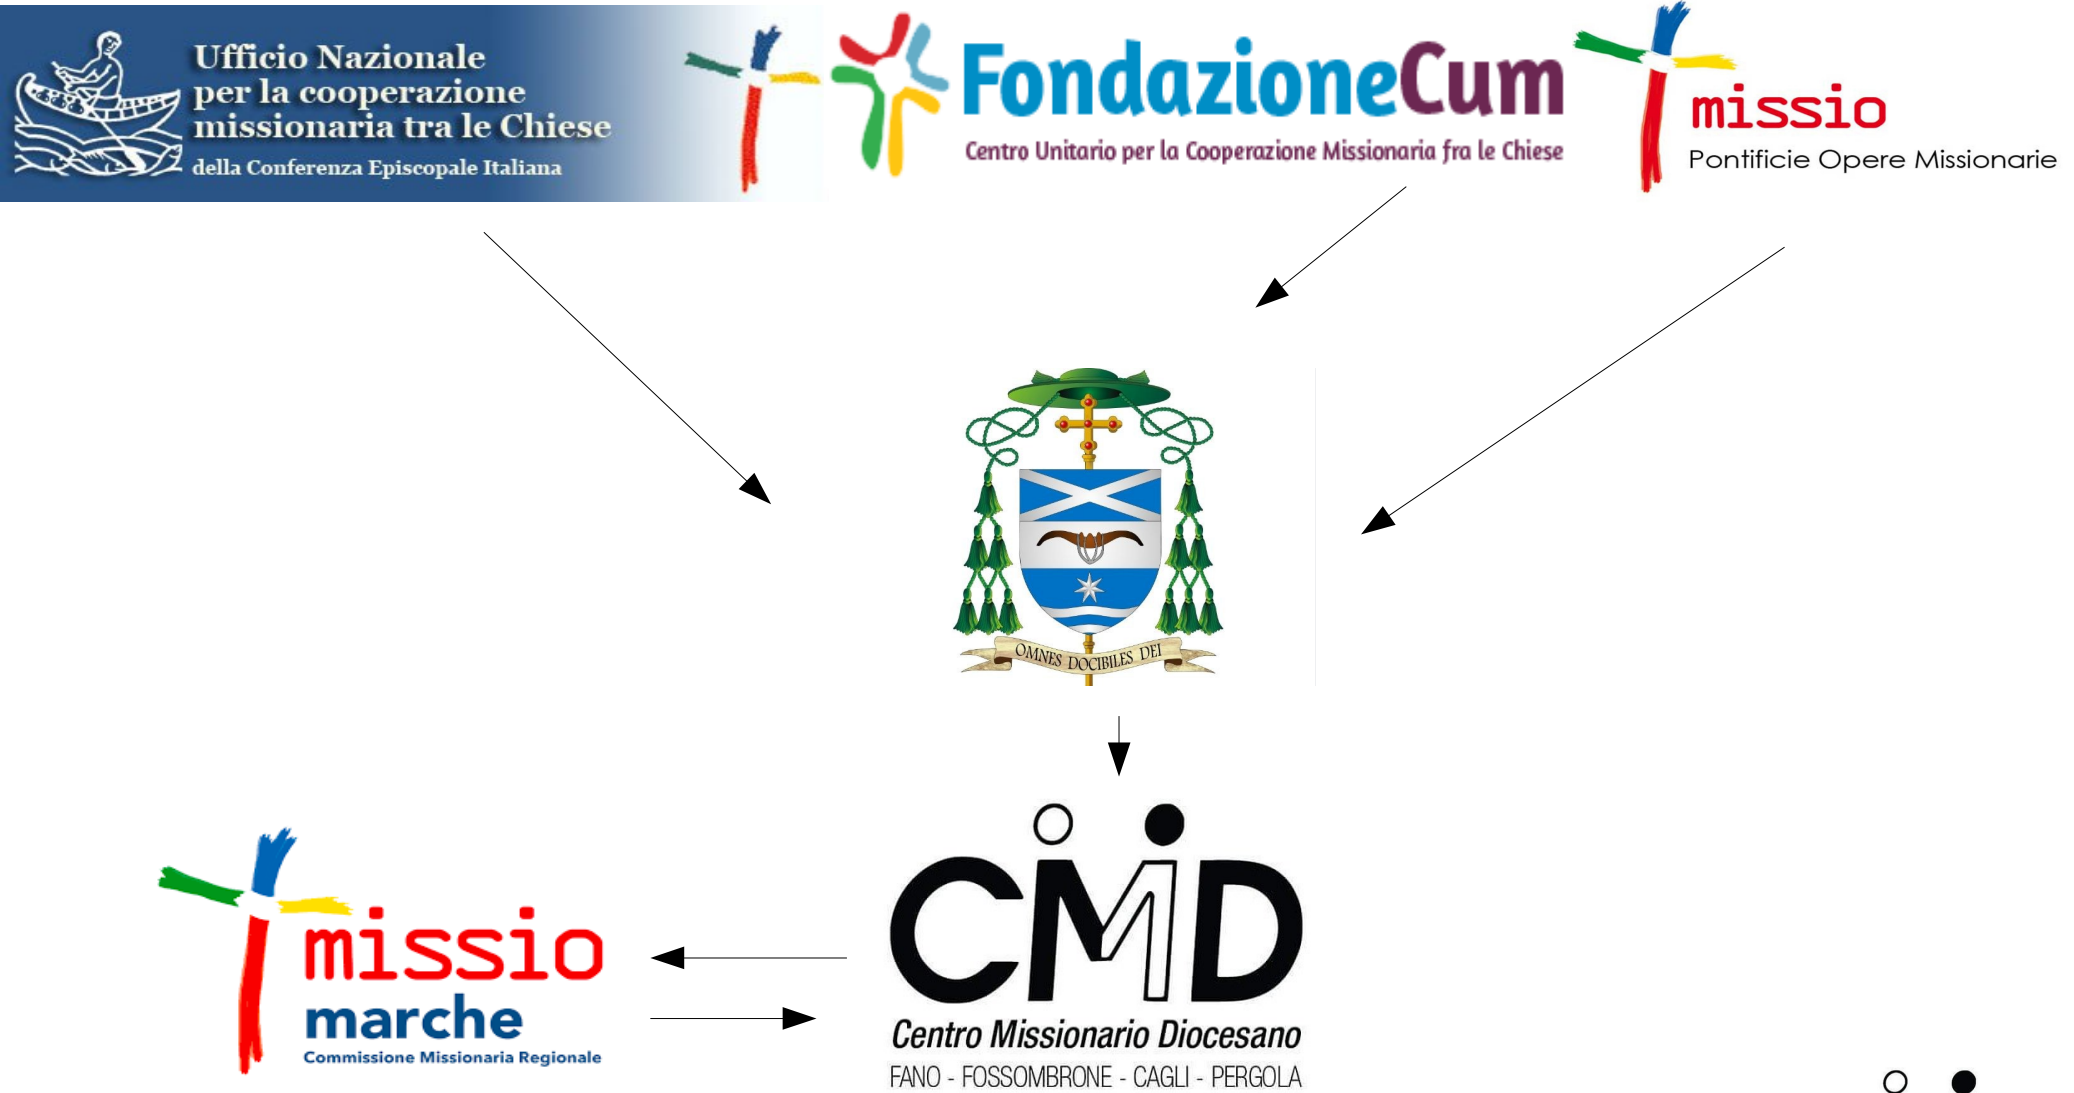 Ufficio Nazionale
per la cooperazione
missionaria tra le Chiese
della Conferenza Episcopale Italiana
FondazioneCum
Centro Unitario per la Cooperazione Missionaria fra le Chiese
missio
Pontificie Opere Missionarie
OMNES DOCIBILES DEI
missio
marche
Commissione Missionaria Regionale
CMD
Centro Missionario Diocesano
FANO - FOSSOMBRONE - CAGLI - PERGOLA